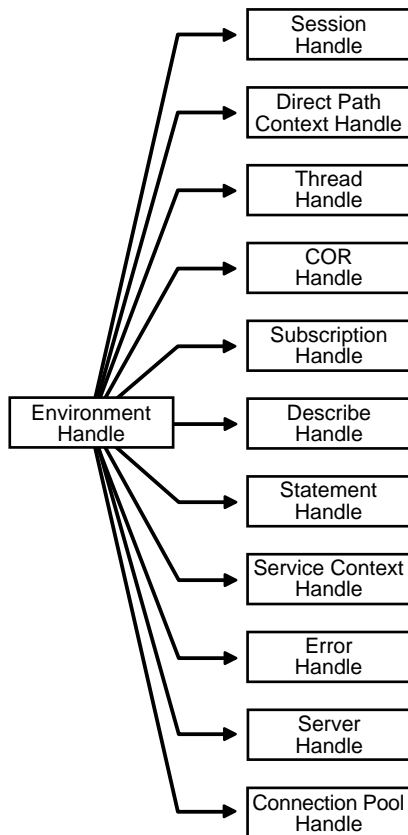 Session
Handle
Direct Path
Context Handle
Thread
Handle
COR
Handle
Subscription
Handle
Environment
Handle
Describe
Handle
Statement
Handle
Service Context
Handle
Error
Handle
Server
Handle
Connection Pool
Handle